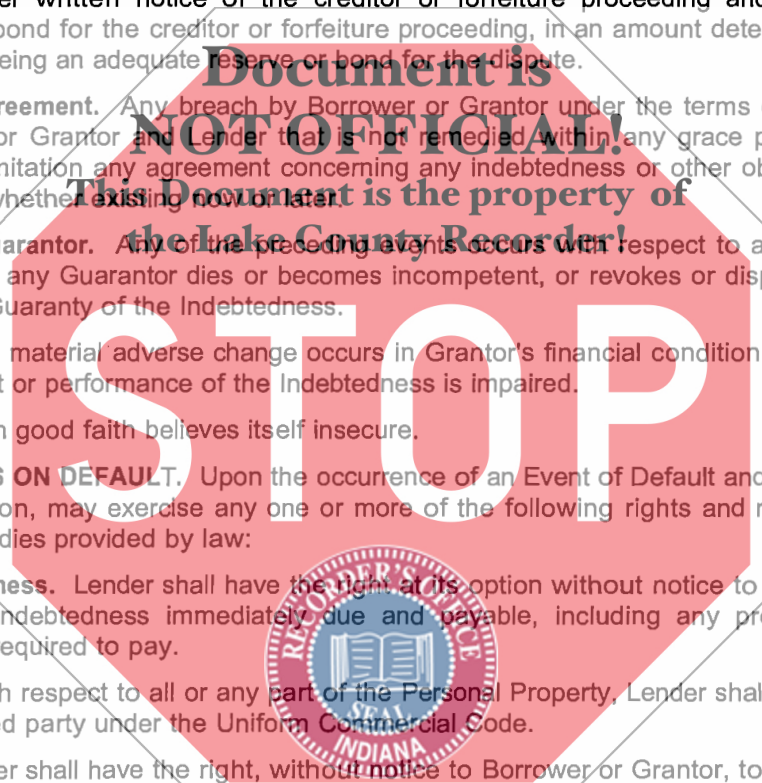 er written notice of the creditor or forfeiture proceeding and
bond for the creditor or forfeiture proceeding, in an amount dete
eing an adequate reserve or bond for the dispute.
Document is
reement. Any breach by Borrower or Grantor under the terms
or Grantor and Lender that is not remedied within any grace p
NOT OFFICIAL!
mitation any agreement concerning any indebtedness or other ob
whether existing now or later.
This Document is the property of
the Lake County Recorder!
uarantor. Any of the preceding events occurs with respect to a
any Guarantor dies or becomes incompetent, or revokes or disp
Guaranty of the Indebtedness.
STOP
material adverse change occurs in Grantor's financial condition
t or performance of the Indebtedness is impaired.
n good faith believes itself insecure.
S ON DEFAULT. Upon the occurrence of an Event of Default and
on, may exercise any one or more of the following rights and r
dies provided by law:
ness. Lender shall have the right at its option without notice to
ndebtedness immediately due and payable, including any pre
equired to pay.
RECORDER'S OFFICE
SEAL
INDIANA
h respect to all or any part of the Personal Property, Lender shal
d party under the Uniform Commercial Code.
er shall have the right, without notice to Borrower or Grantor, to